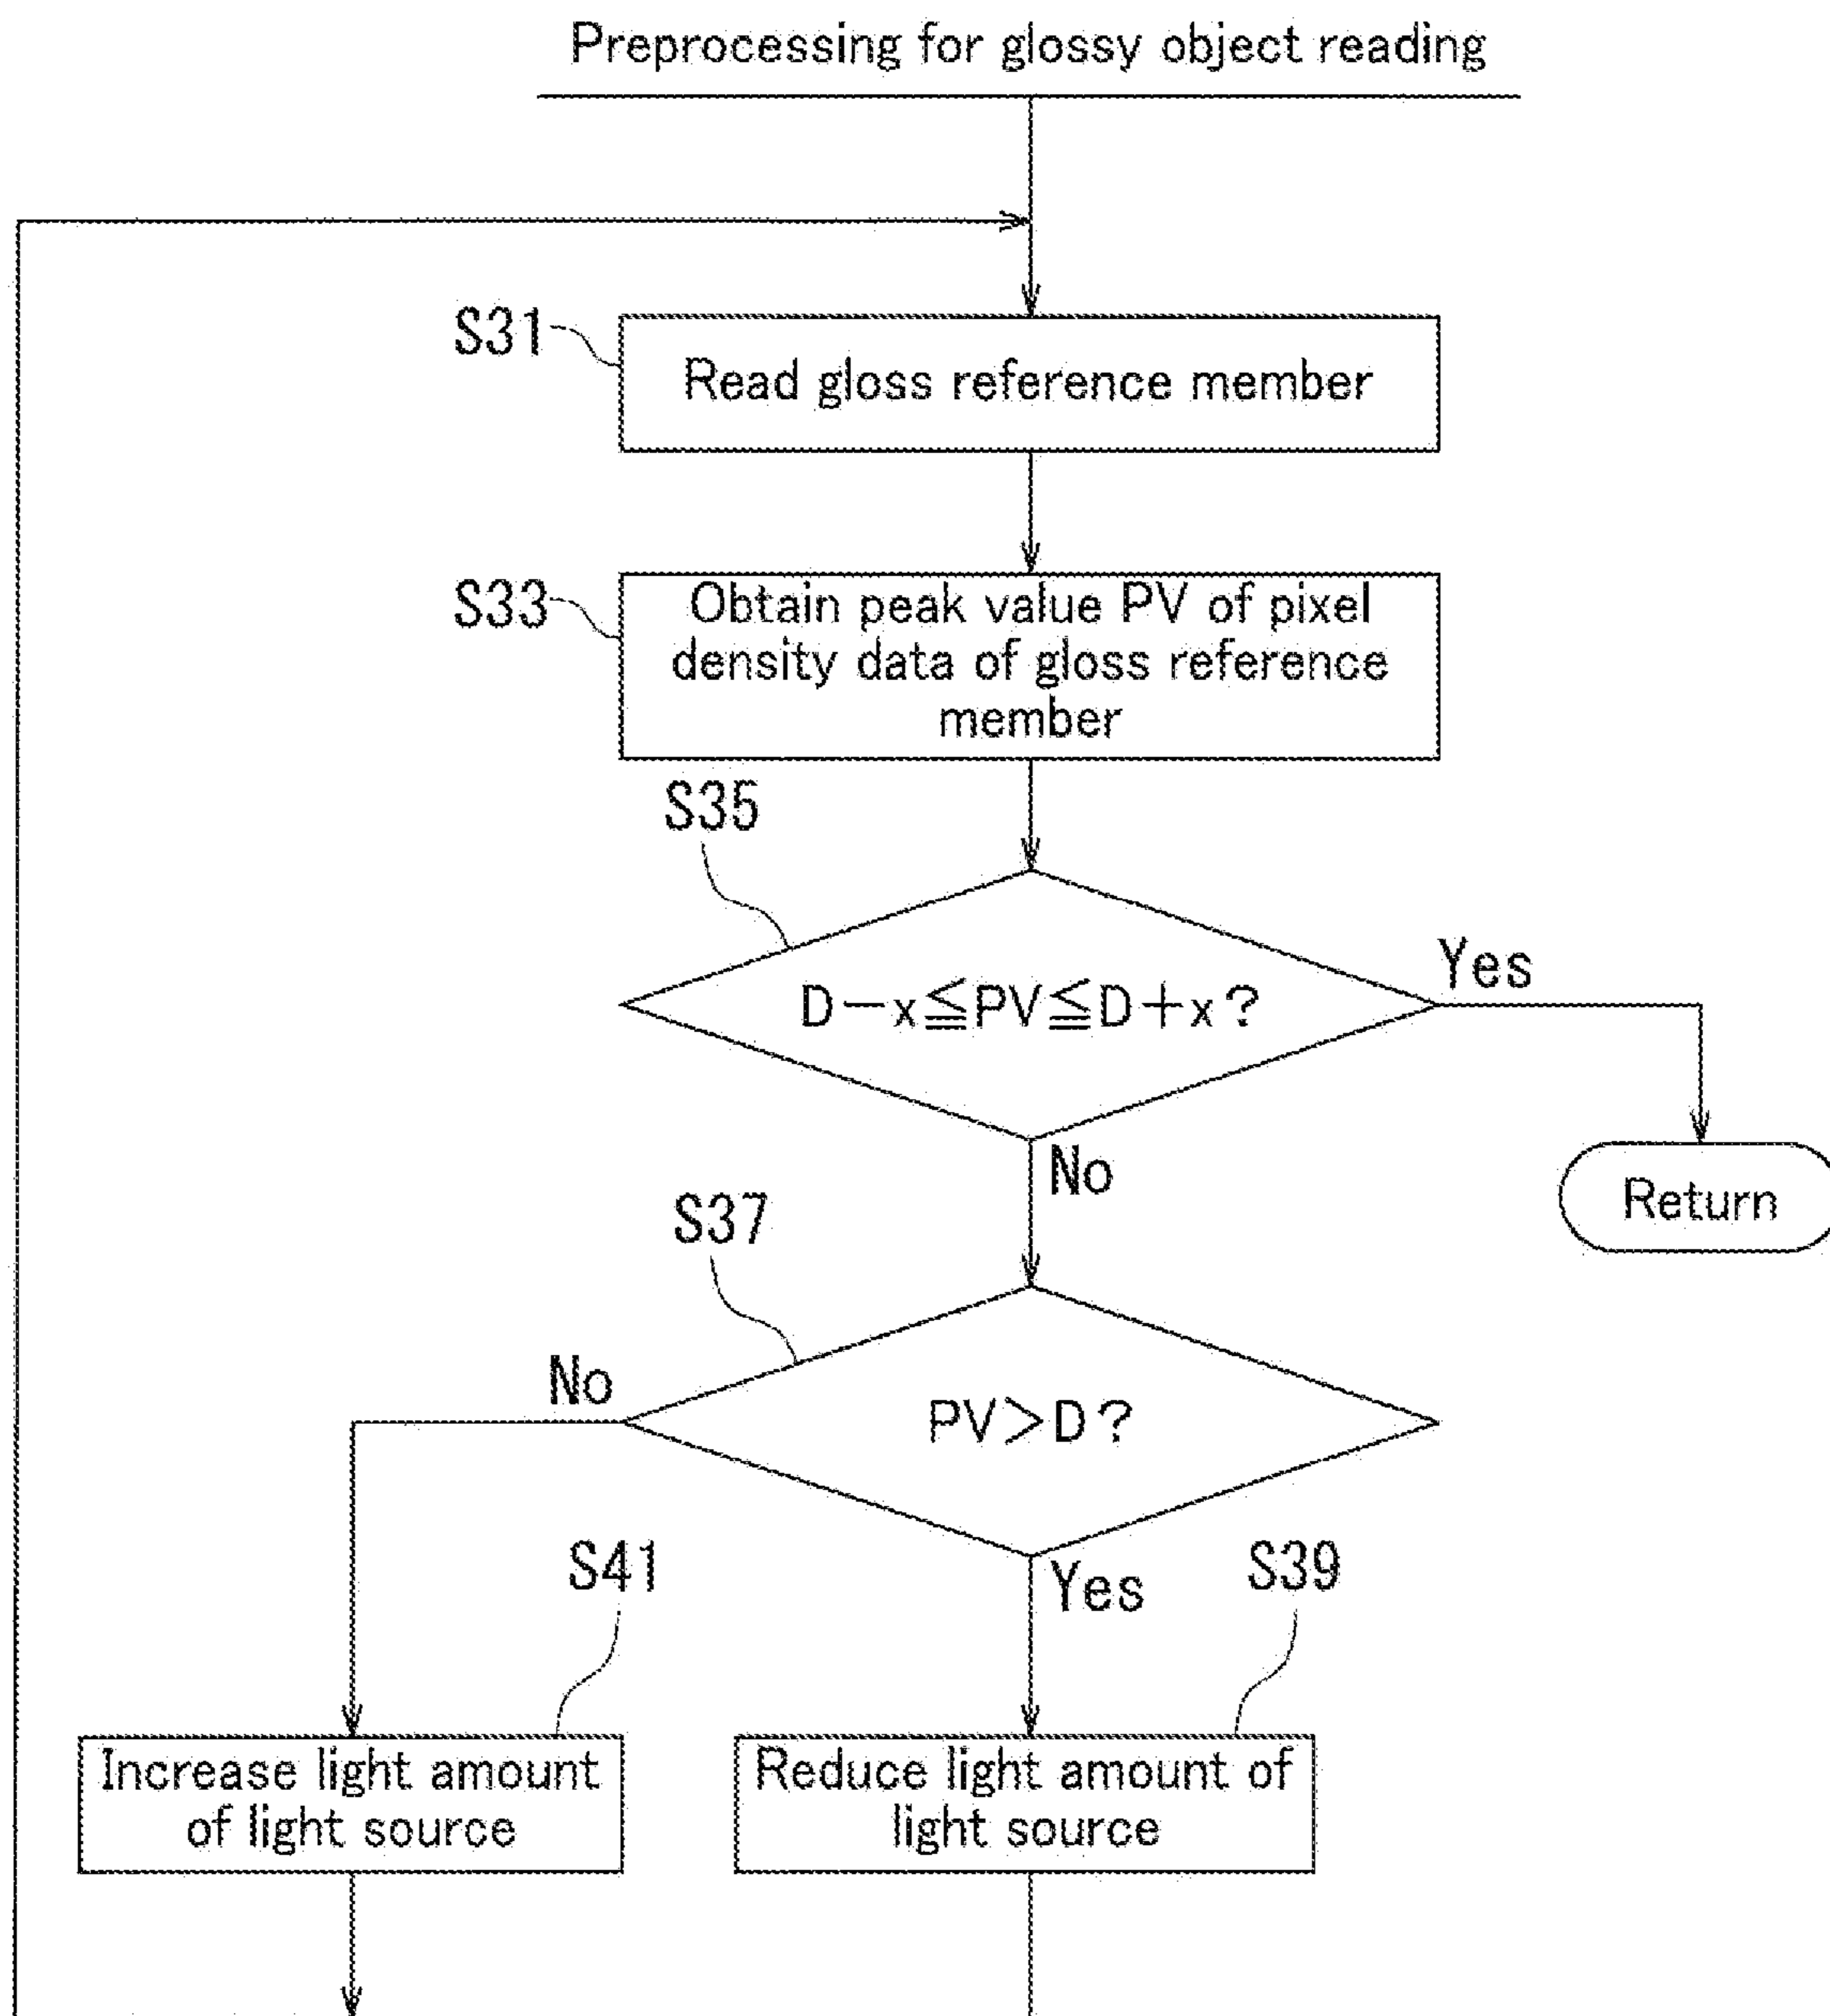 Preprocessing for glossy object reading
S31
Read gloss reference member
S33
Obtain peak value PV of pixel
density data of gloss reference
member
S35
D−x≦PV≦D+x?
Yes
No
Return
S37
No
PV>D?
S41
Yes
S39
Increase light amount
of light source
Reduce light amount of
light source